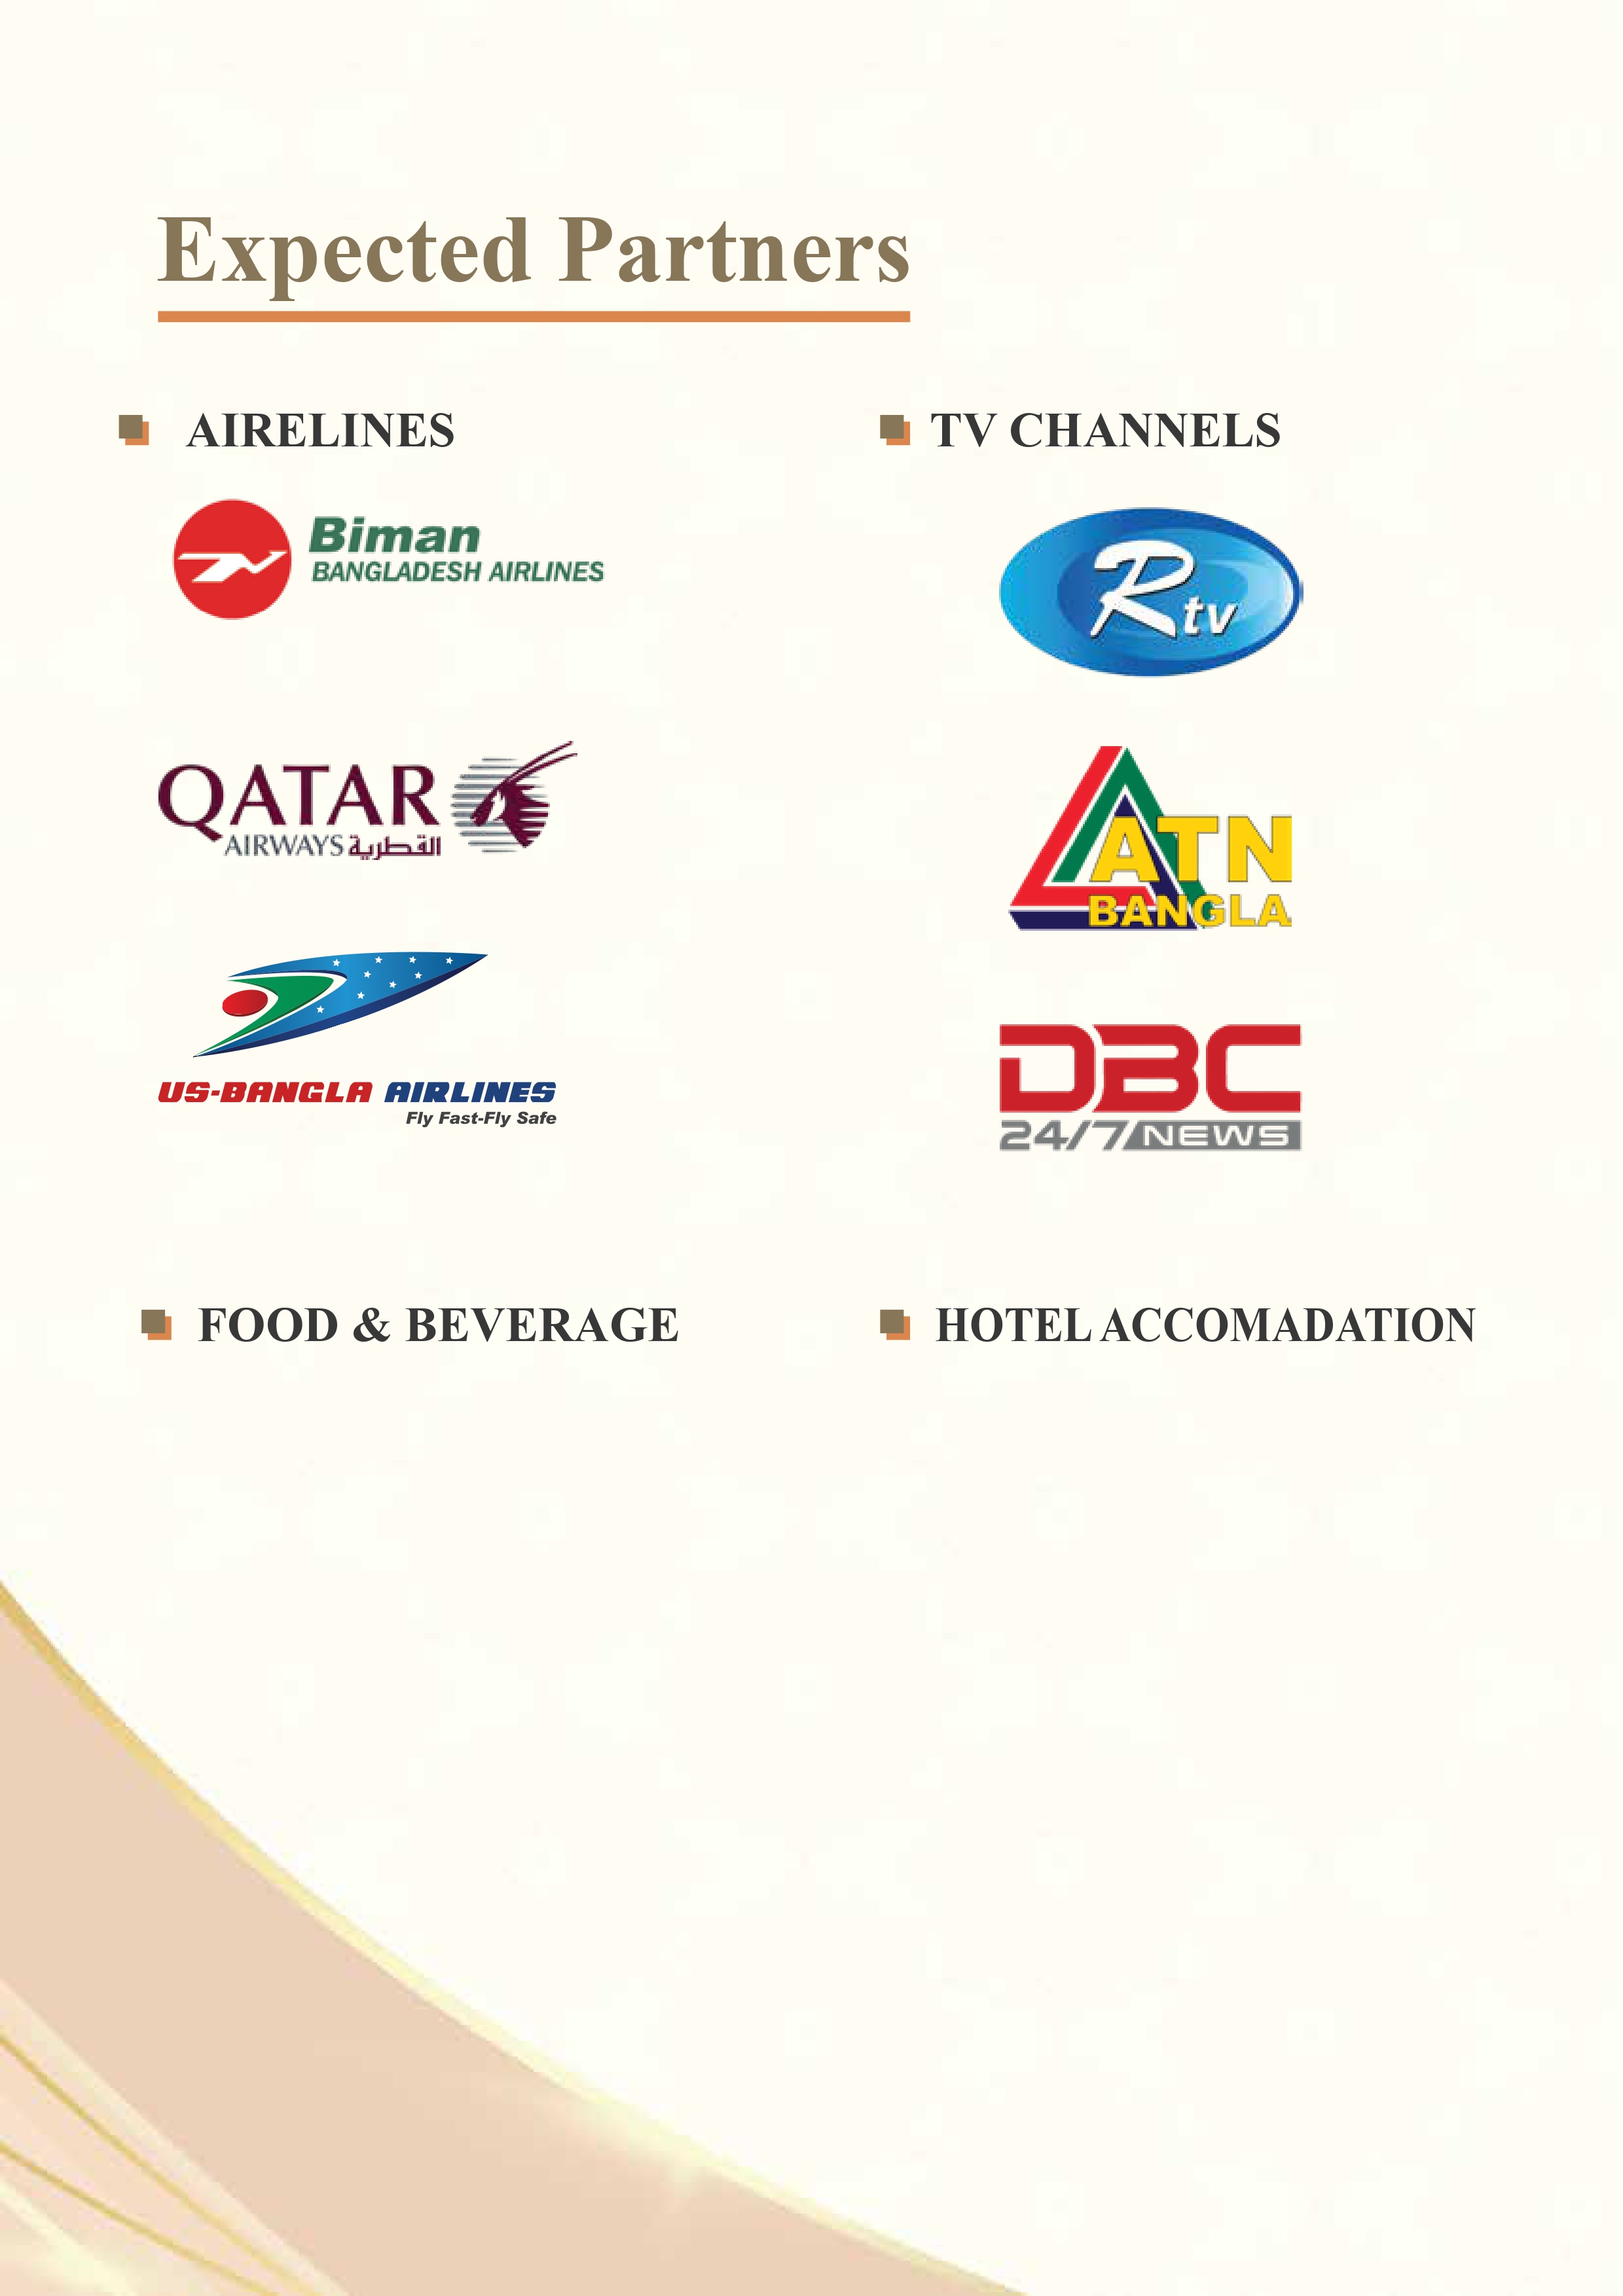 Expected Partners
AIRELINES
Biman
BANGLADESH AIRLINES
QATAR
AIRWAYS القطرية
US-BANGLA AIRLINES
Fly Fast-Fly Safe
TV CHANNELS
Rtv
ATN
BANGLA
DBC
24/7 NEWS
FOOD & BEVERAGE
HOTEL ACCOMADATION